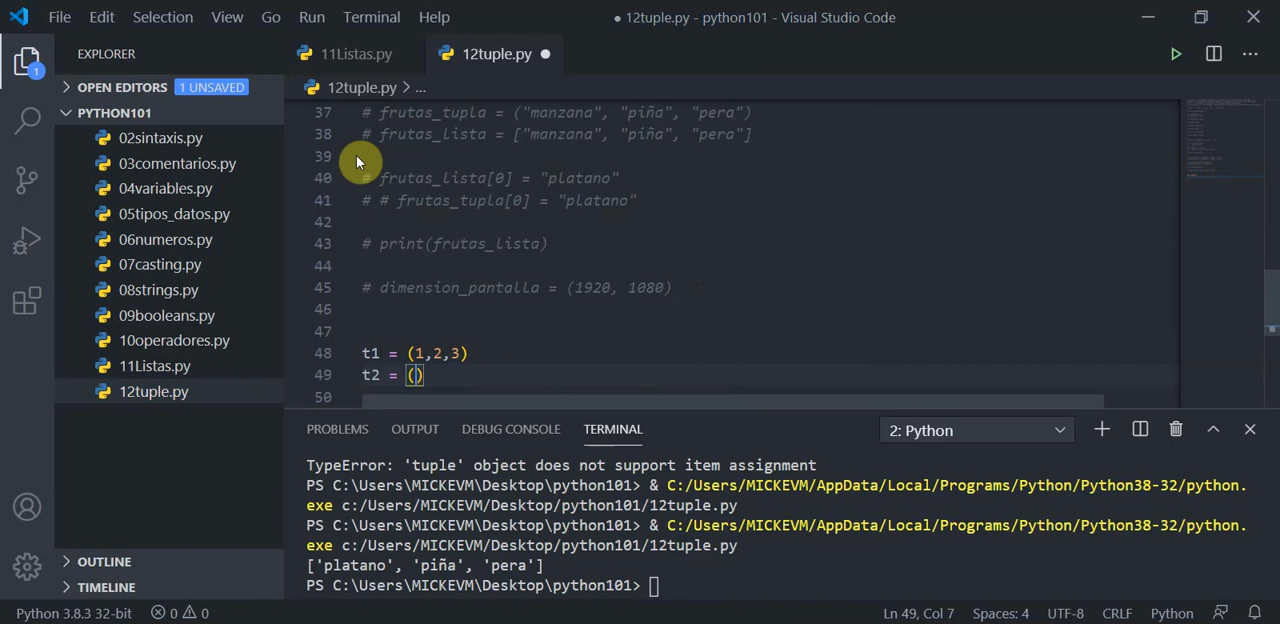 File Edit Selection View Go Run Terminal Help
● 12tuple.py - python101 - Visual Studio Code
EXPLORER
11Listas.py
12tuple.py ●
OPEN EDITORS 1 UNSAVED
12tuple.py > ...
1
PYTHON101
02sintaxis.py
03comentarios.py
04variables.py
05tipos_datos.py
06numeros.py
07casting.py
08strings.py
09booleans.py
10operadores.py
11Listas.py
12tuple.py
OUTLINE
TIMELINE
37 # frutas_tupla = ("manzana", "piña", "pera")
38 # frutas_lista = ["manzana", "piña", "pera"]
39
40 # frutas_lista[0] = "platano"
41 # # frutas_tupla[0] = "platano"
42
43 # print(frutas_lista)
44
45 # dimension_pantalla = (1920, 1080)
46
47
48 t1 = (1,2,3)
49 t2 = ()
50
PROBLEMS OUTPUT DEBUG CONSOLE TERMINAL 2: Python
TypeError: 'tuple' object does not support item assignment
PS C:\Users\MICKEVM\Desktop\python101> & C:/Users/MICKEVM/AppData/Local/Programs/Python/Python38-32/python.
exe c:/Users/MICKEVM/Desktop/python101/12tuple.py
PS C:\Users\MICKEVM\Desktop\python101> & C:/Users/MICKEVM/AppData/Local/Programs/Python/Python38-32/python.
exe c:/Users/MICKEVM/Desktop/python101/12tuple.py
['platano', 'piña', 'pera']
PS C:\Users\MICKEVM\Desktop\python101>
Python 3.8.3 32-bit 0 0 Ln 49, Col 7 Spaces: 4 UTF-8 CRLF Python